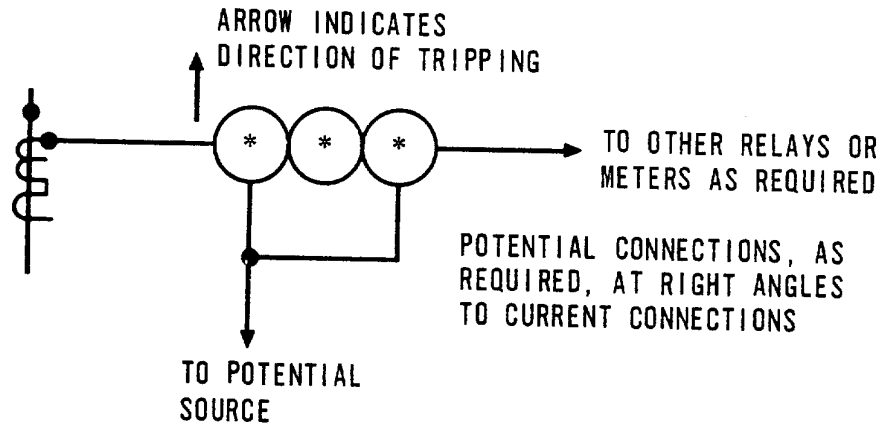 ARROW INDICATES
DIRECTION OF TRIPPING
* * *
TO OTHER RELAYS OR
METERS AS REQUIRED
POTENTIAL CONNECTIONS, AS
REQUIRED, AT RIGHT ANGLES
TO CURRENT CONNECTIONS
TO POTENTIAL
SOURCE